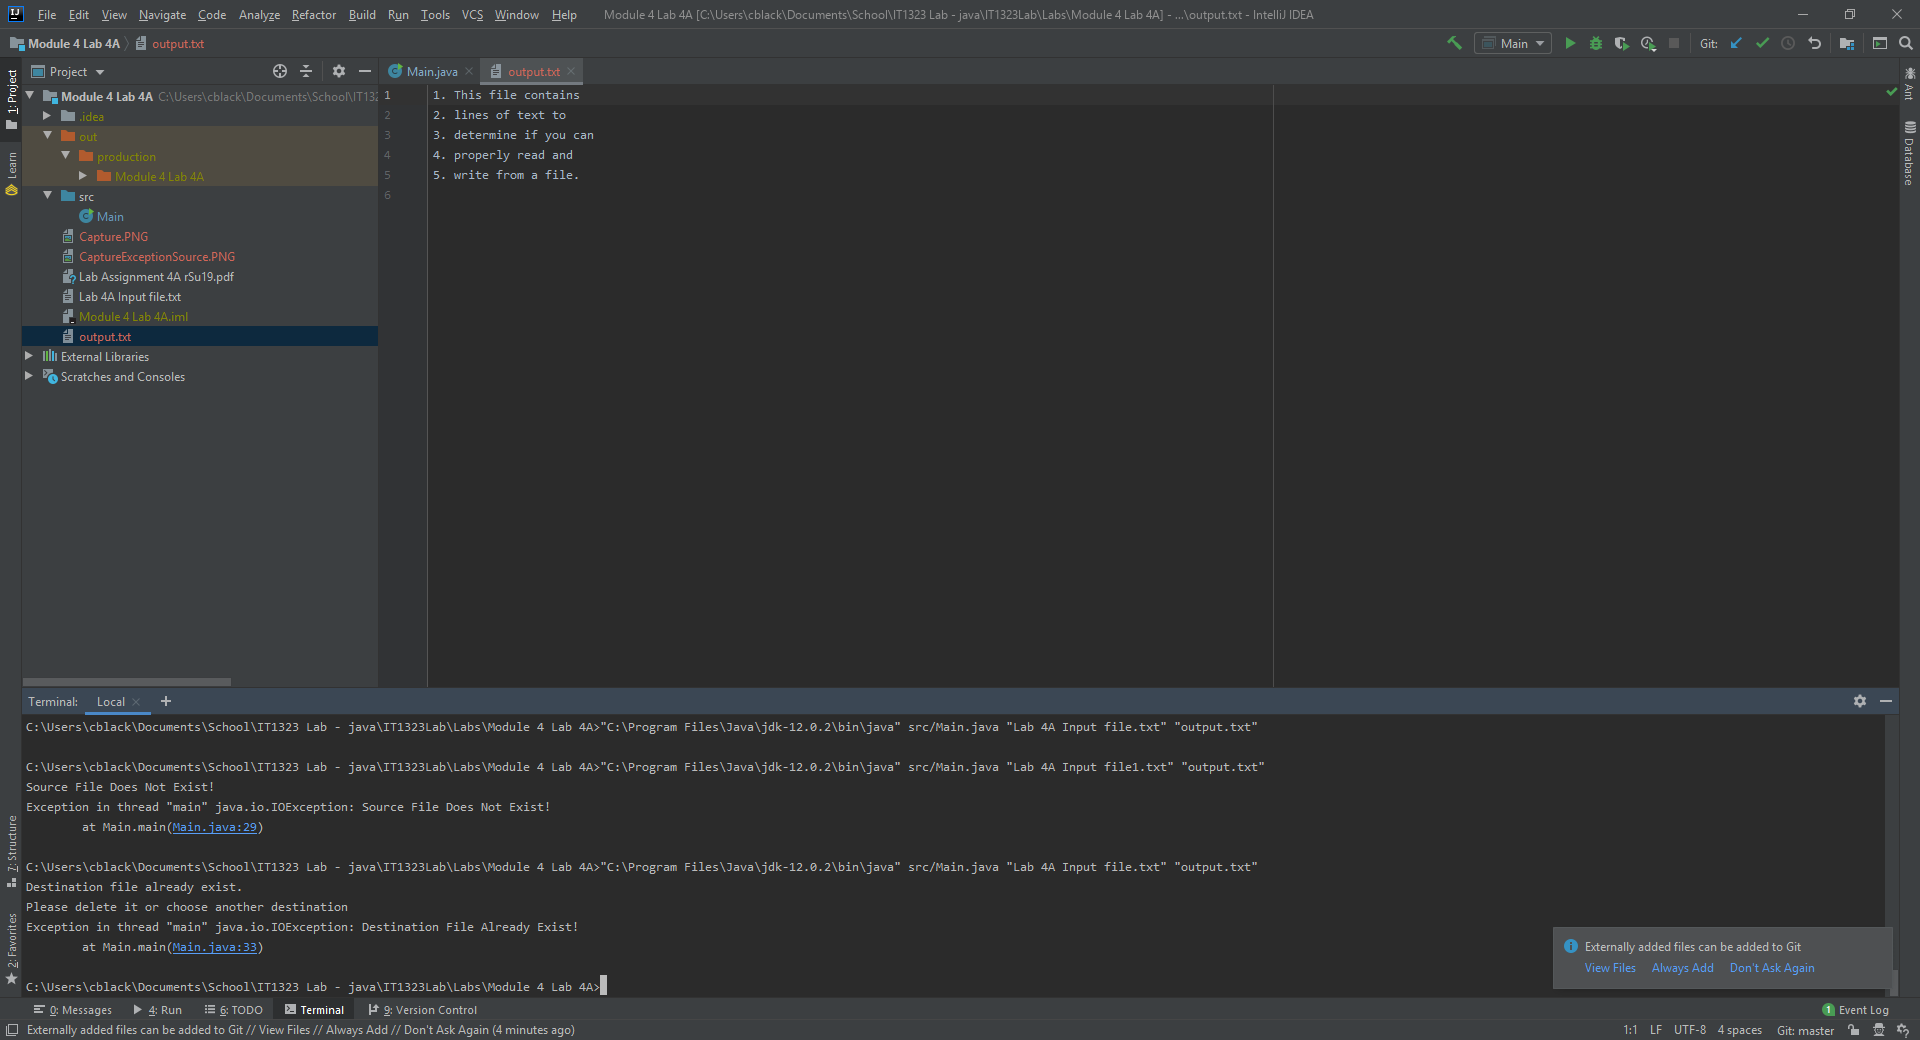 File Edit View Navigate Code Analyze Refactor Build Run Tools VCS Window Help Module 4 Lab 4A [C:\Users\cblack\Documents\School\IT1323 Lab - java\IT1323Lab\Labs\Module 4 Lab 4A] - ...\output.txt - IntelliJ IDEA
Module 4 Lab 4A output.txt Main Git:
Project Main.java output.txt
1: Project
Learn
7: Structure
2: Favorites
Module 4 Lab 4A C:\Users\cblack\Documents\School\IT132
.idea
out
production
Module 4 Lab 4A
src
Main
Capture.PNG
CaptureExceptionSource.PNG
Lab Assignment 4A rSu19.pdf
Lab 4A Input file.txt
Module 4 Lab 4A.iml
output.txt
External Libraries
Scratches and Consoles
1 1. This file contains
2 2. lines of text to
3 3. determine if you can
4 4. properly read and
5 5. write from a file.
6
Ant
Database
Terminal: Local +
C:\Users\cblack\Documents\School\IT1323 Lab - java\IT1323Lab\Labs\Module 4 Lab 4A>"C:\Program Files\Java\jdk-12.0.2\bin\java" src/Main.java "Lab 4A Input file.txt" "output.txt"
C:\Users\cblack\Documents\School\IT1323 Lab - java\IT1323Lab\Labs\Module 4 Lab 4A>"C:\Program Files\Java\jdk-12.0.2\bin\java" src/Main.java "Lab 4A Input file1.txt" "output.txt"
Source File Does Not Exist!
Exception in thread "main" java.io.IOException: Source File Does Not Exist!
at Main.main(Main.java:29)
C:\Users\cblack\Documents\School\IT1323 Lab - java\IT1323Lab\Labs\Module 4 Lab 4A>"C:\Program Files\Java\jdk-12.0.2\bin\java" src/Main.java "Lab 4A Input file.txt" "output.txt"
Destination file already exist.
Please delete it or choose another destination
Exception in thread "main" java.io.IOException: Destination File Already Exist!
at Main.main(Main.java:33)
C:\Users\cblack\Documents\School\IT1323 Lab - java\IT1323Lab\Labs\Module 4 Lab 4A>
Externally added files can be added to Git
View Files Always Add Don't Ask Again
0: Messages 4: Run 6: TODO Terminal 9: Version Control 1 Event Log
Externally added files can be added to Git // View Files // Always Add // Don't Ask Again (4 minutes ago) 1:1 LF UTF-8 4 spaces Git: master